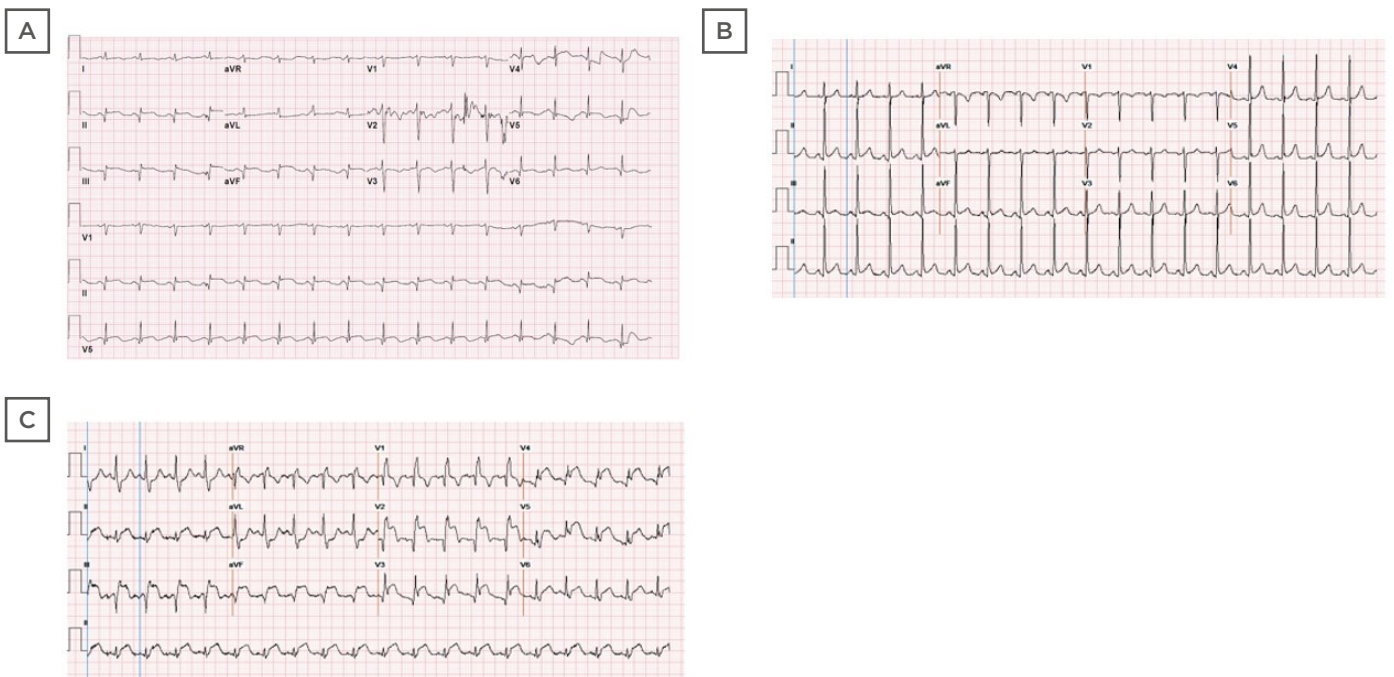 A
I aVR V1 V4
II aVL V2 V5
III aVF V3 V6
V1
II
V5
B
I aVR V1 V4
II aVL V2 V5
III aVF V3 V6
II
C
I aVR V1 V4
II aVL V2 V5
III aVF V3 V6
II